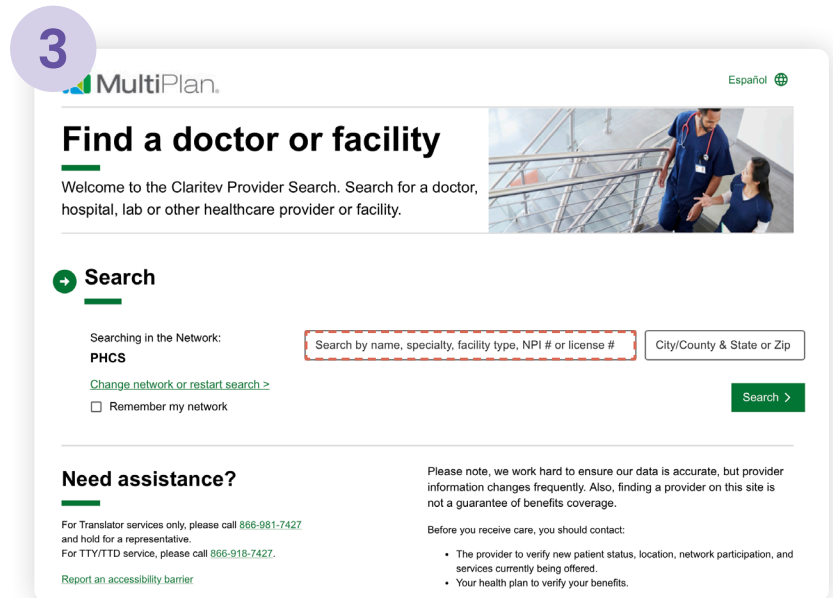 3
MultiPlan.
Español
Find a doctor or facility
Welcome to the Claritev Provider Search. Search for a doctor,
hospital, lab or other healthcare provider or facility.
Search
Searching in the Network:
PHCS
Change network or restart search >
Remember my network
Search by name, specialty, facility type, NPI # or license #
City/County & State or Zip
Search >
Need assistance?
For Translator services only, please call 866-981-7427
and hold for a representative.
For TTY/TTD service, please call 866-918-7427.
Report an accessibility barrier
Please note, we work hard to ensure our data is accurate, but provider
information changes frequently. Also, finding a provider on this site is
not a guarantee of benefits coverage.
Before you receive care, you should contact:
• The provider to verify new patient status, location, network participation, and
services currently being offered.
• Your health plan to verify your benefits.